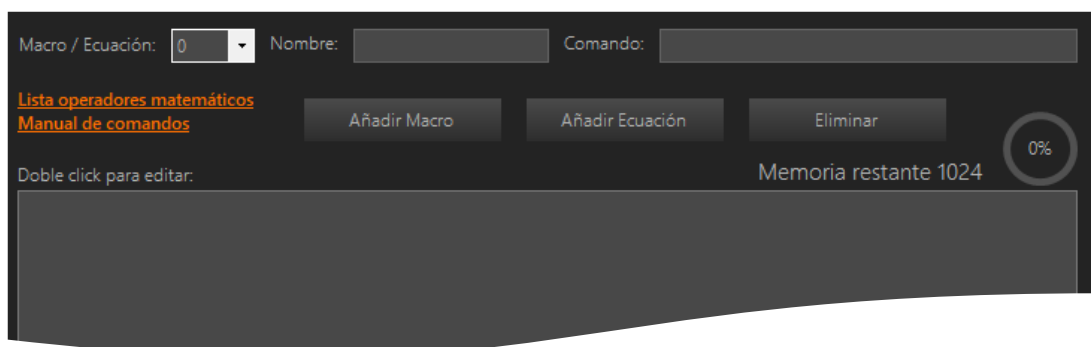 Macro / Ecuación: 0 Nombre: Comando:
Lista operadores matemáticos
Manual de comandos
Añadir Macro Añadir Ecuación Eliminar
0%
Doble click para editar: Memoria restante 1024